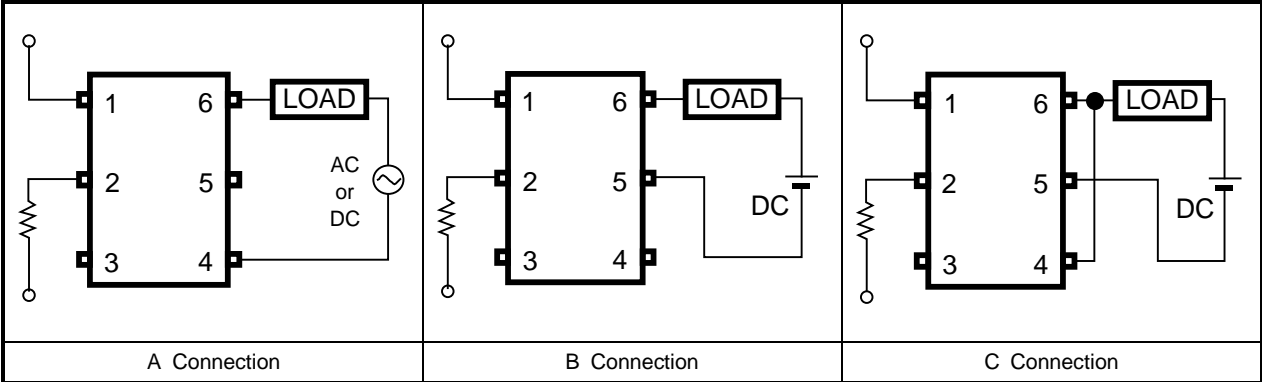 1 6 LOAD
2 5
AC
or
DC
3 4
A Connection
1 6 LOAD
2 5
DC
3 4
B Connection
1 6 LOAD
2 5
DC
3 4
C Connection